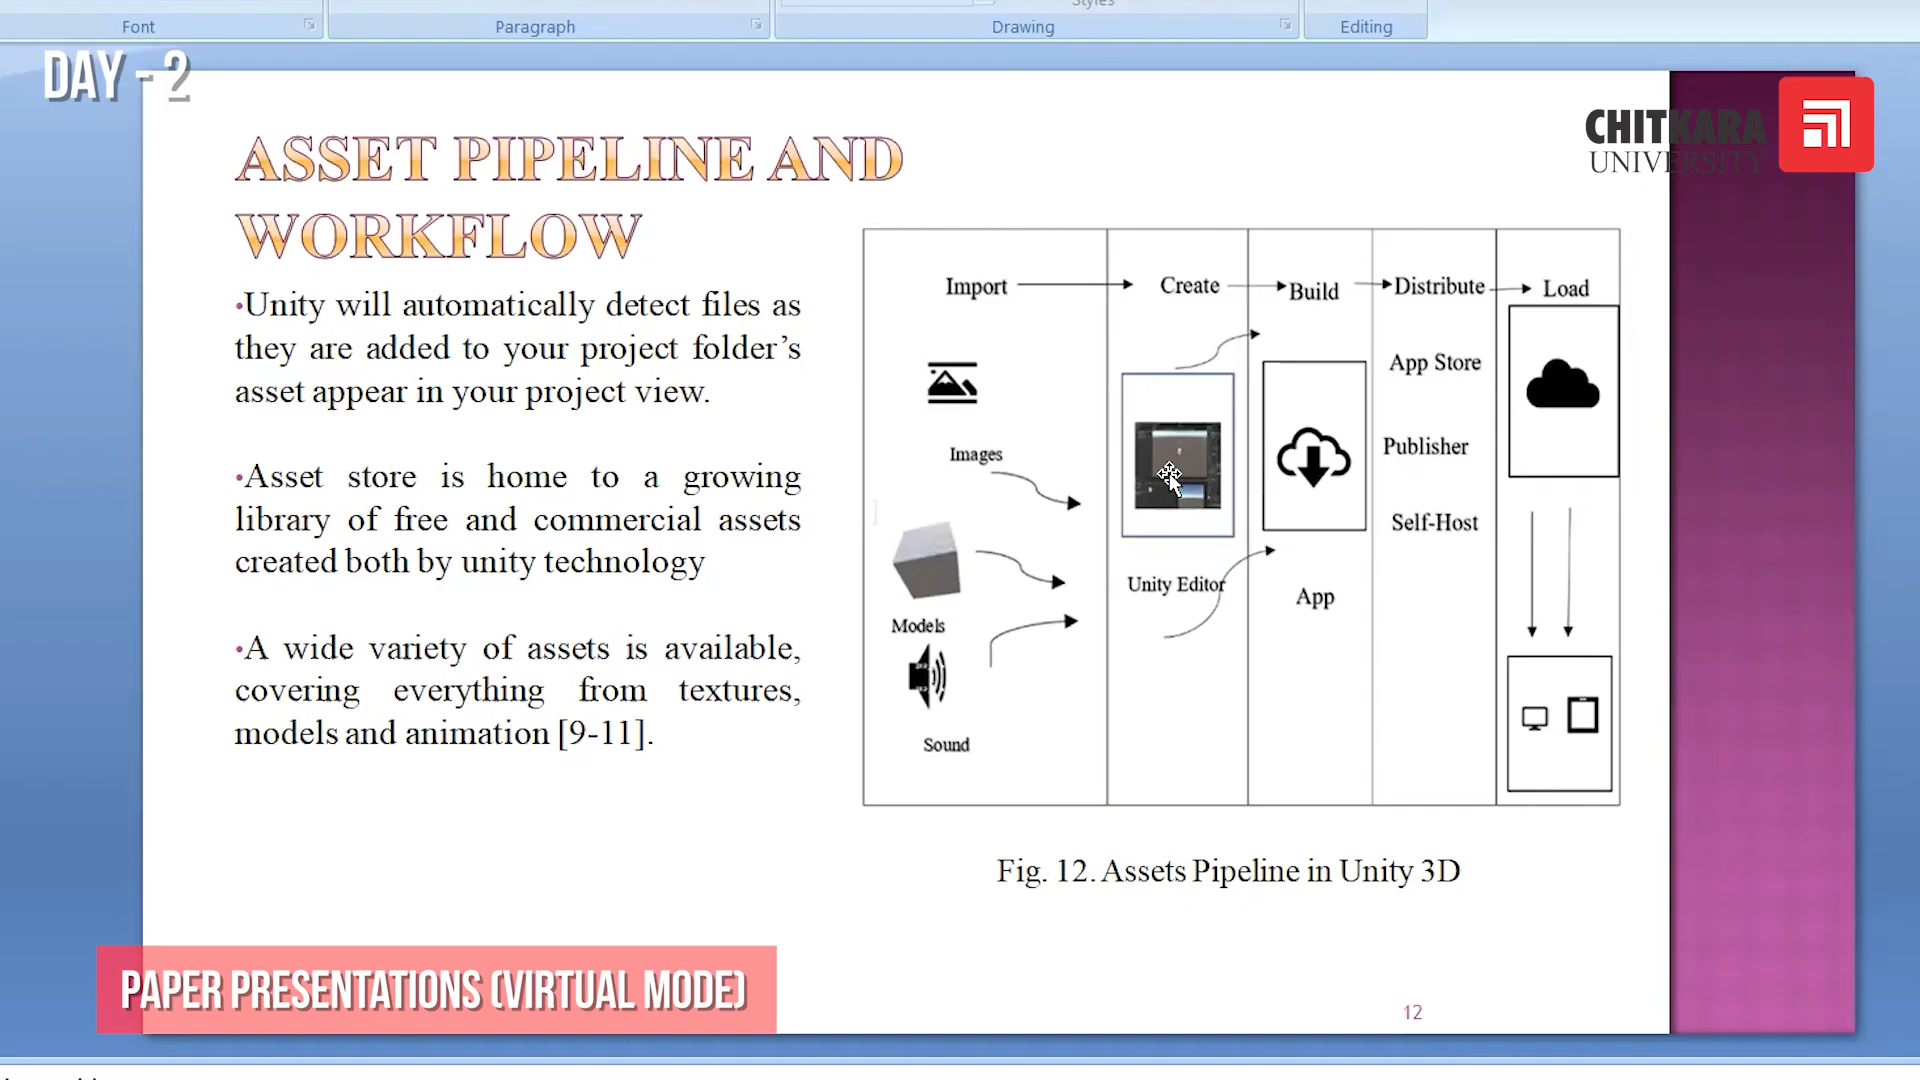 Styles
Font
Paragraph
Drawing
Editing
DAY - 2
CHITKARA
UNIVERSITY
ASSET PIPELINE AND
WORKFLOW
•Unity will automatically detect files as
they are added to your project folder’s
asset appear in your project view.
•Asset store is home to a growing
library of free and commercial assets
created both by unity technology
•A wide variety of assets is available,
covering everything from textures,
models and animation [9-11].
Import
Create
Build
Distribute
Load
Images
Models
Sound
Unity Editor
App
App Store
Publisher
Self-Host
Fig. 12. Assets Pipeline in Unity 3D
PAPER PRESENTATIONS (VIRTUAL MODE)
12